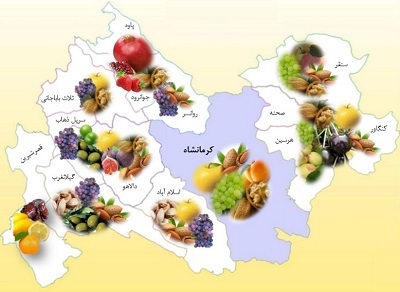 پاوه
سنقر
جوانرود
ثلاث باباجانی
روانسر
صحنه
سرپل ذهاب
کنگاور
قصرشیرین
هرسین
کرمانشاه
گیلانغرب
دالاهو
اسلام آباد